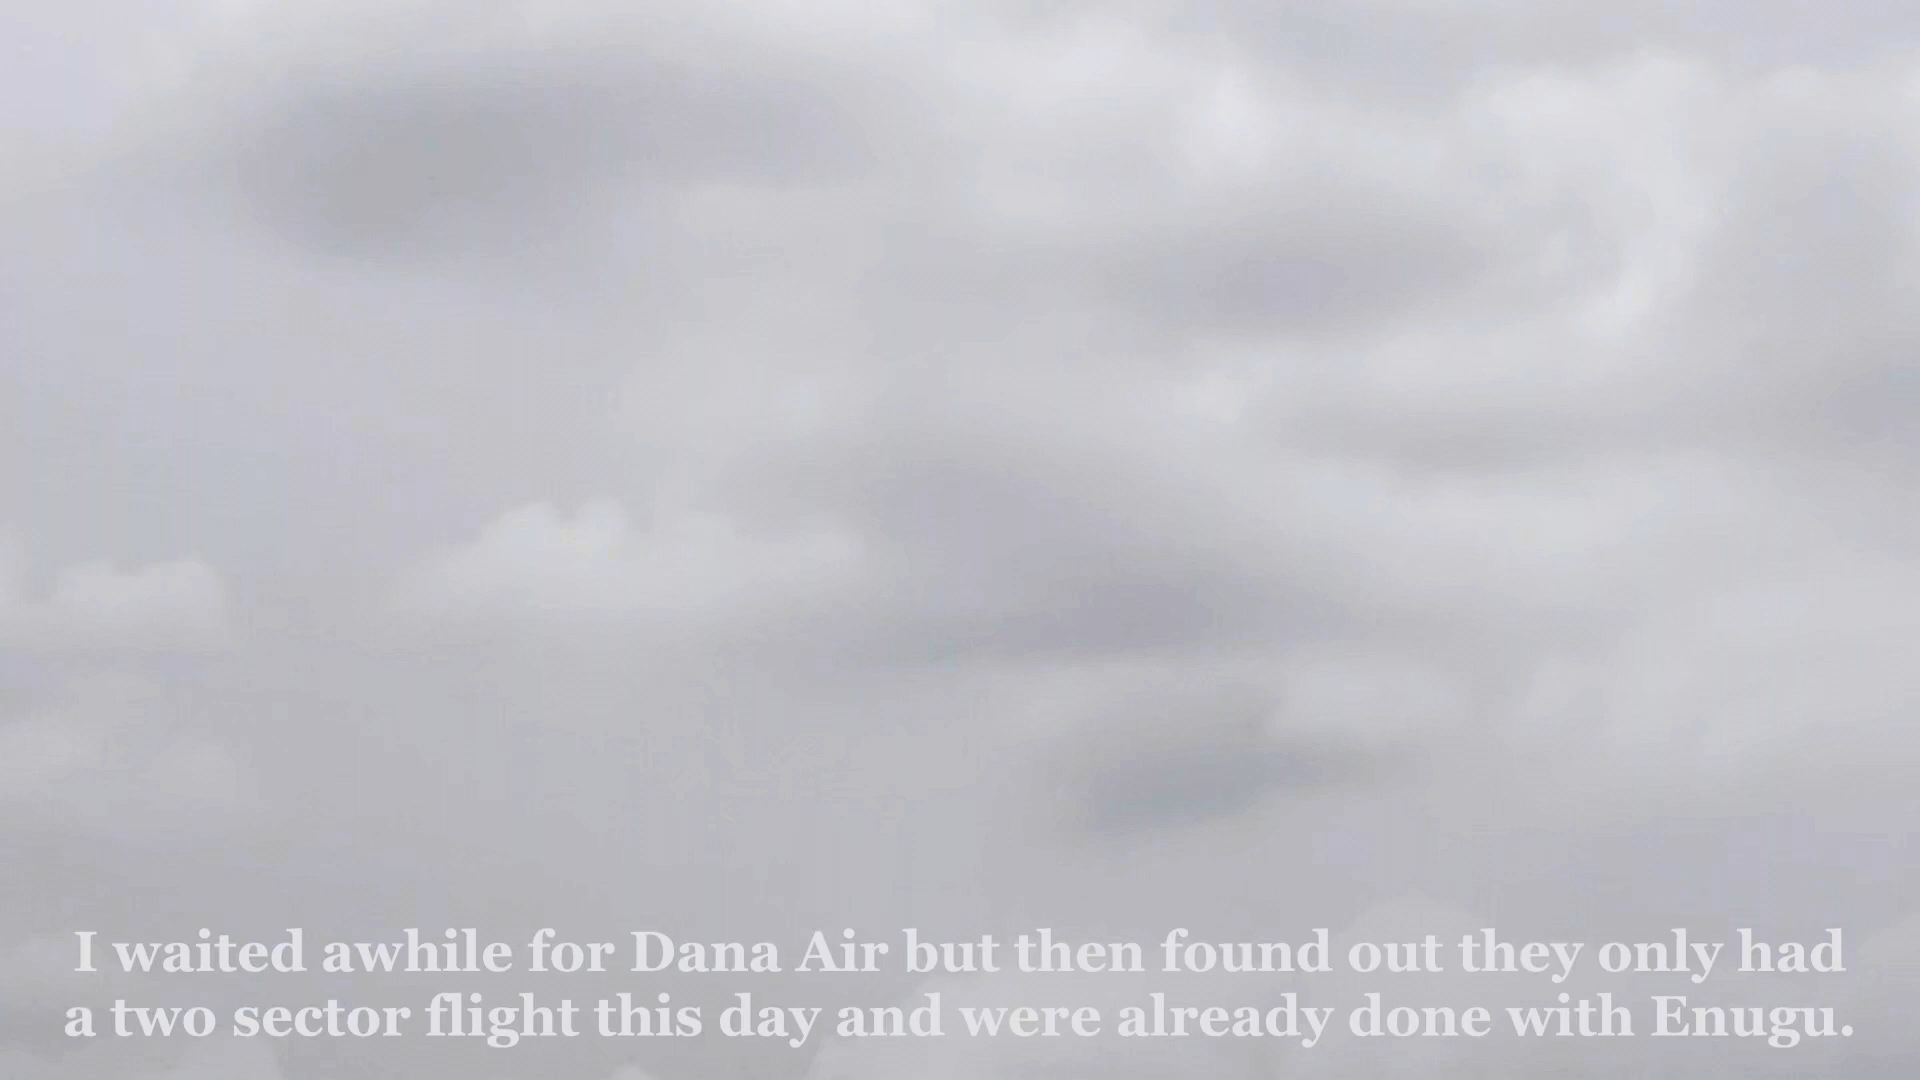 I waited awhile for Dana Air but then found out they only had
a two sector flight this day and were already done with Enugu.